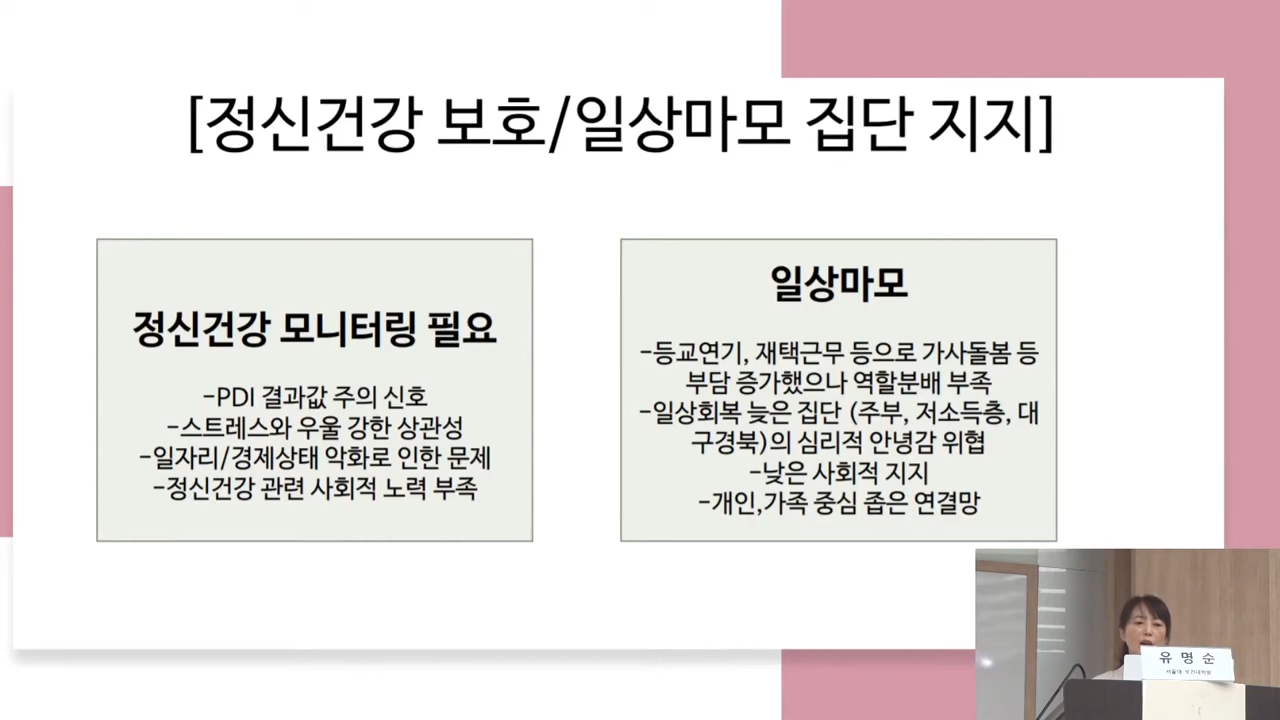 [정신건강 보호/일상마모 집단 지지]
정신건강 모니터링 필요
-PDI 결과값 주의 신호
-스트레스와 우울 강한 상관성
-일자리/경제상태 악화로 인한 문제
-정신건강 관련 사회적 노력 부족
일상마모
-등교연기, 재택근무 등으로 가사돌봄 등
부담 증가했으나 역할분배 부족
-일상회복 늦은 집단 (주부, 저소득층, 대
구경북)의 심리적 안녕감 위협
-낮은 사회적 지지
-개인,가족 중심 좁은 연결망
유 명 순
서울대 보건대학원